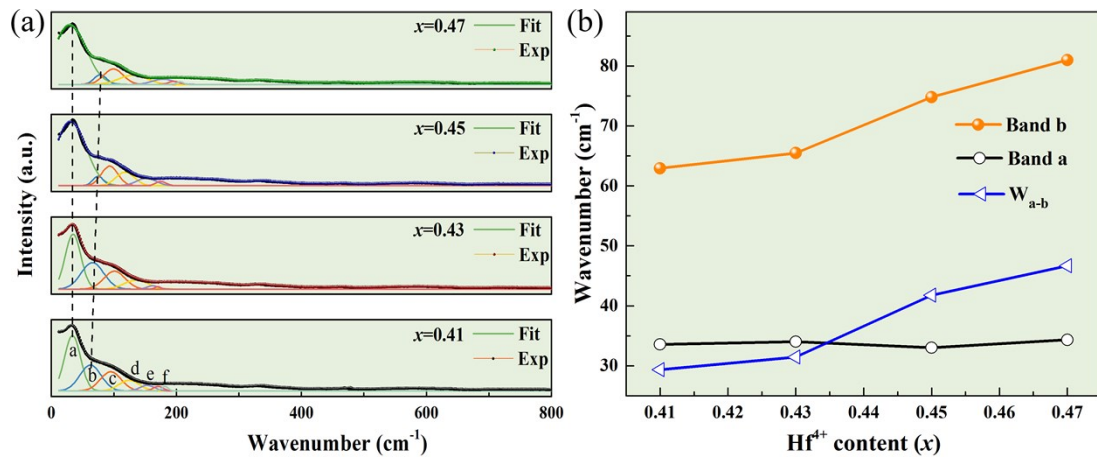 (a)
x=0.47
Fit
Exp
x=0.45
Fit
Exp
x=0.43
Fit
Exp
x=0.41
Fit
Exp
a
b
c
d
e
f
Intensity (a.u.)
0 200 400 600 800
Wavenumber (cm⁻¹)
(b)
Wavenumber (cm⁻¹)
80
70
60
50
40
30
Band b
Band a
Wₐ₋b
0.41 0.42 0.43 0.44 0.45 0.46 0.47
Hf⁴⁺ content (x)